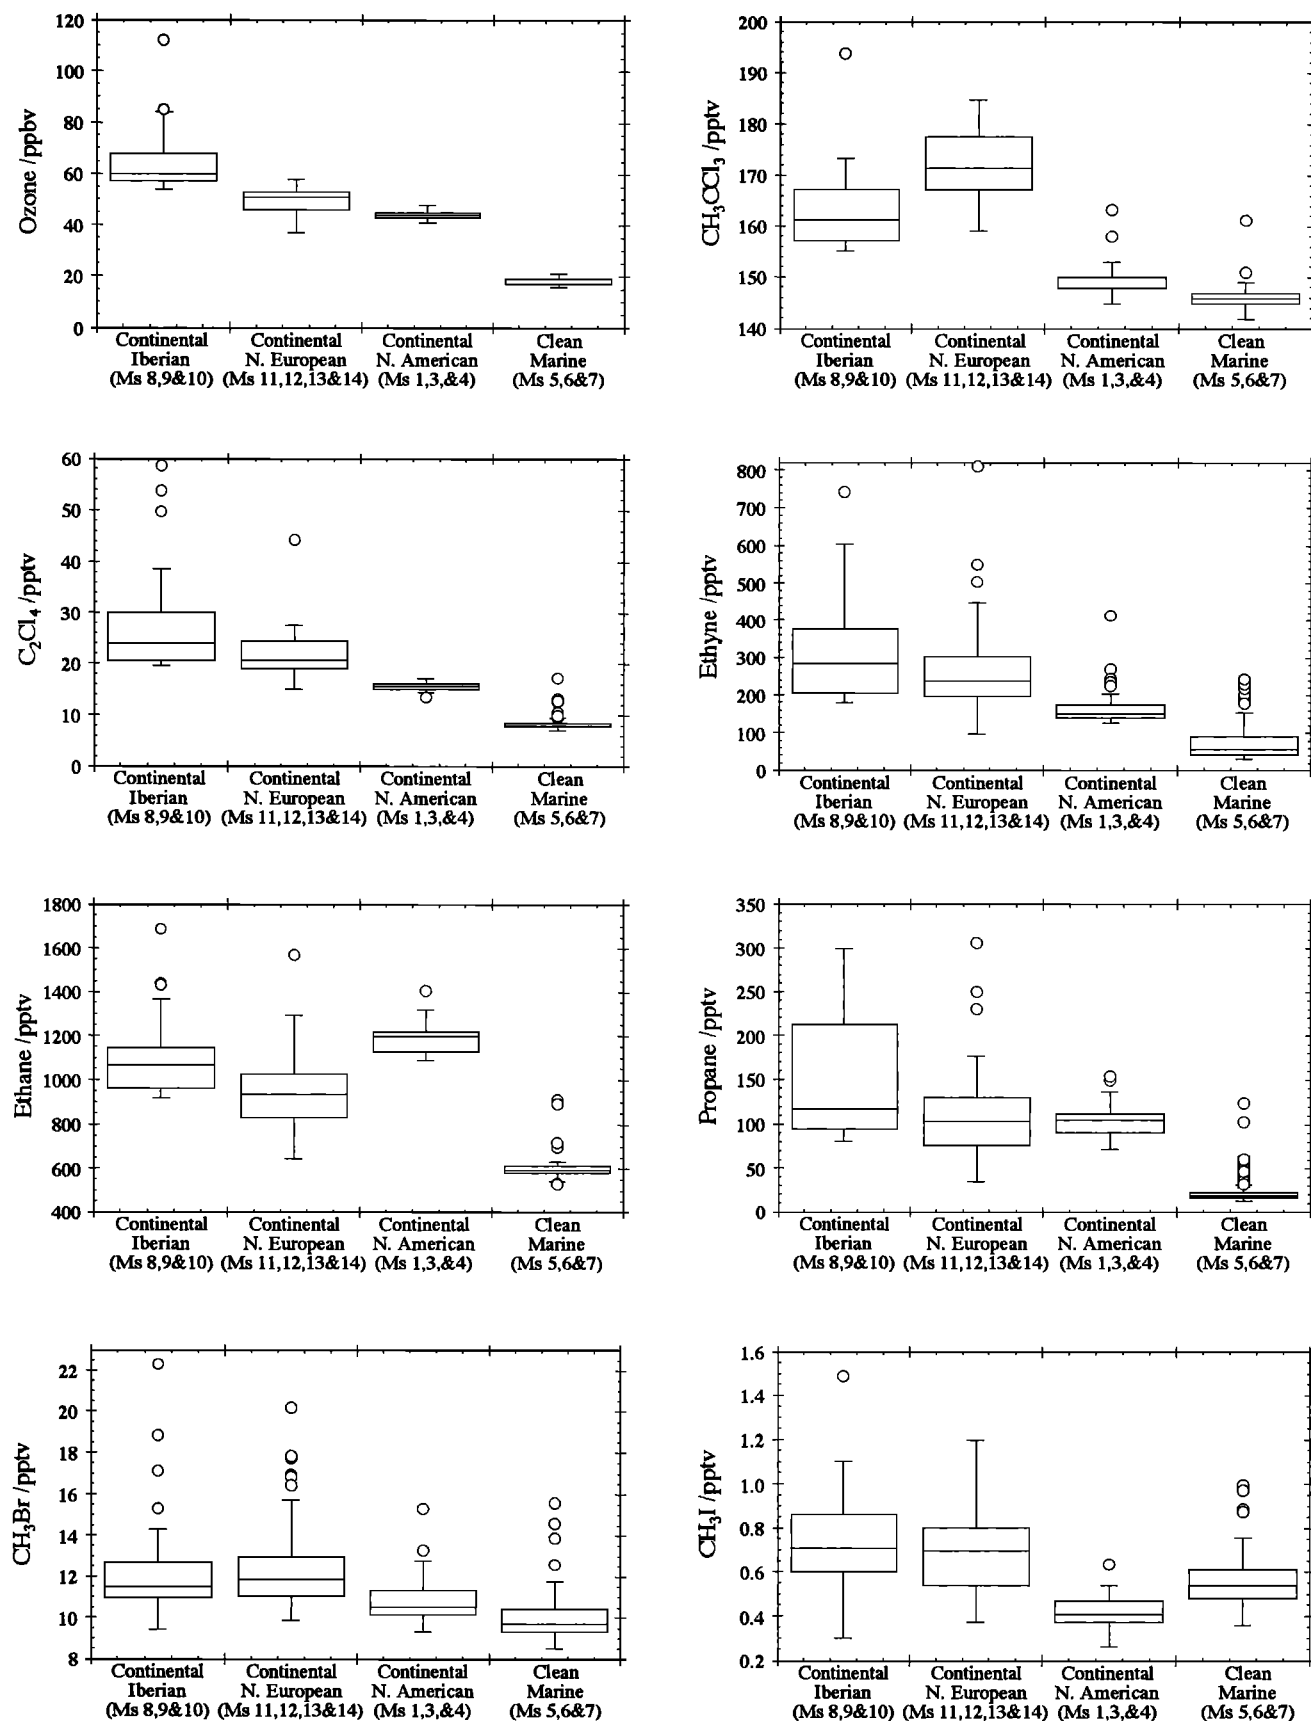 120
100
80
60
40
20
0
Ozone /ppbv
Continental
Iberian
(Ms 8,9&10)
Continental
N. European
(Ms 11,12,13&14)
Continental
N. American
(Ms 1,3,&4)
Clean
Marine
(Ms 5,6&7)
200
190
180
170
160
150
140
CH₃CCl₃ /pptv
Continental
Iberian
(Ms 8,9&10)
Continental
N. European
(Ms 11,12,13&14)
Continental
N. American
(Ms 1,3,&4)
Clean
Marine
(Ms 5,6&7)
60
50
40
30
20
10
0
C₂Cl₄ /pptv
Continental
Iberian
(Ms 8,9&10)
Continental
N. European
(Ms 11,12,13&14)
Continental
N. American
(Ms 1,3,&4)
Clean
Marine
(Ms 5,6&7)
800
700
600
500
400
300
200
100
0
Ethyne /pptv
Continental
Iberian
(Ms 8,9&10)
Continental
N. European
(Ms 11,12,13&14)
Continental
N. American
(Ms 1,3,&4)
Clean
Marine
(Ms 5,6&7)
1800
1600
1400
1200
1000
800
600
400
Ethane /pptv
Continental
Iberian
(Ms 8,9&10)
Continental
N. European
(Ms 11,12,13&14)
Continental
N. American
(Ms 1,3,&4)
Clean
Marine
(Ms 5,6&7)
350
300
250
200
150
100
50
0
Propane /pptv
Continental
Iberian
(Ms 8,9&10)
Continental
N. European
(Ms 11,12,13&14)
Continental
N. American
(Ms 1,3,&4)
Clean
Marine
(Ms 5,6&7)
22
20
18
16
14
12
10
8
CH₃Br /pptv
Continental
Iberian
(Ms 8,9&10)
Continental
N. European
(Ms 11,12,13&14)
Continental
N. American
(Ms 1,3,&4)
Clean
Marine
(Ms 5,6&7)
1.6
1.4
1.2
1.0
0.8
0.6
0.4
0.2
CH₃I /pptv
Continental
Iberian
(Ms 8,9&10)
Continental
N. European
(Ms 11,12,13&14)
Continental
N. American
(Ms 1,3,&4)
Clean
Marine
(Ms 5,6&7)